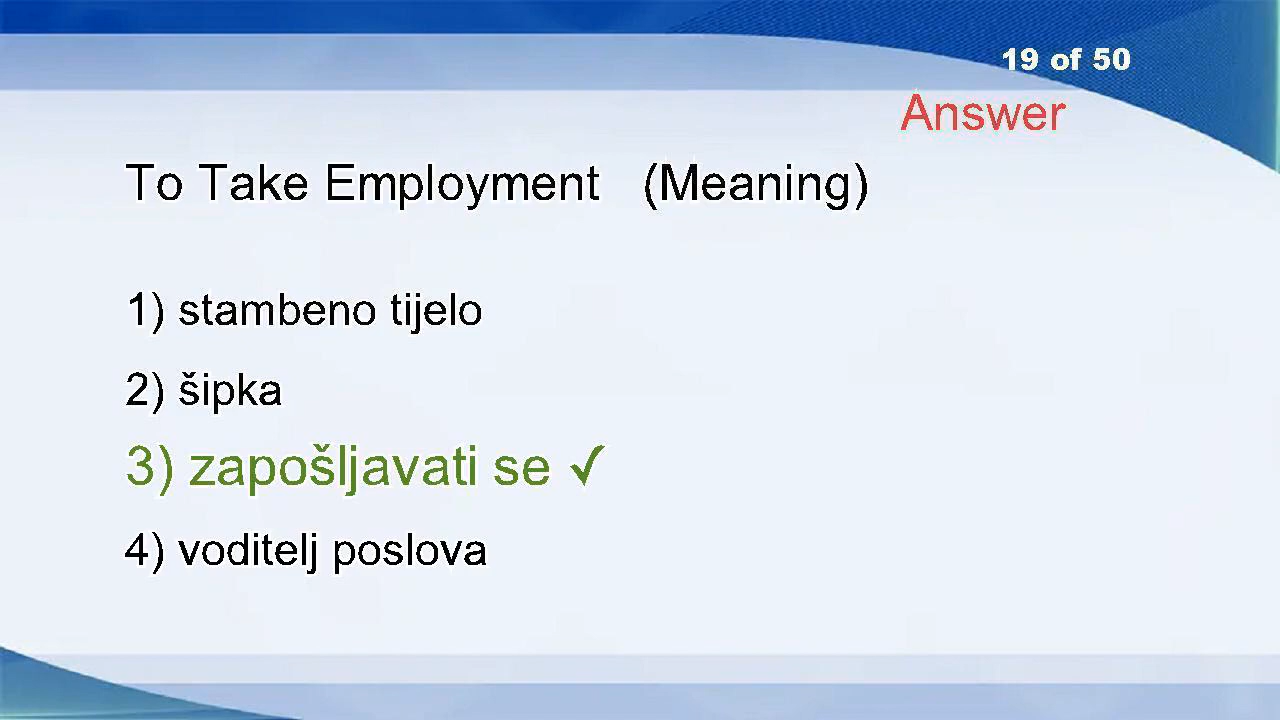 19 of 50
Answer
To Take Employment (Meaning)
1) stambeno tijelo
2) šipka
3) zapošljavati se ✓
4) voditelj poslova